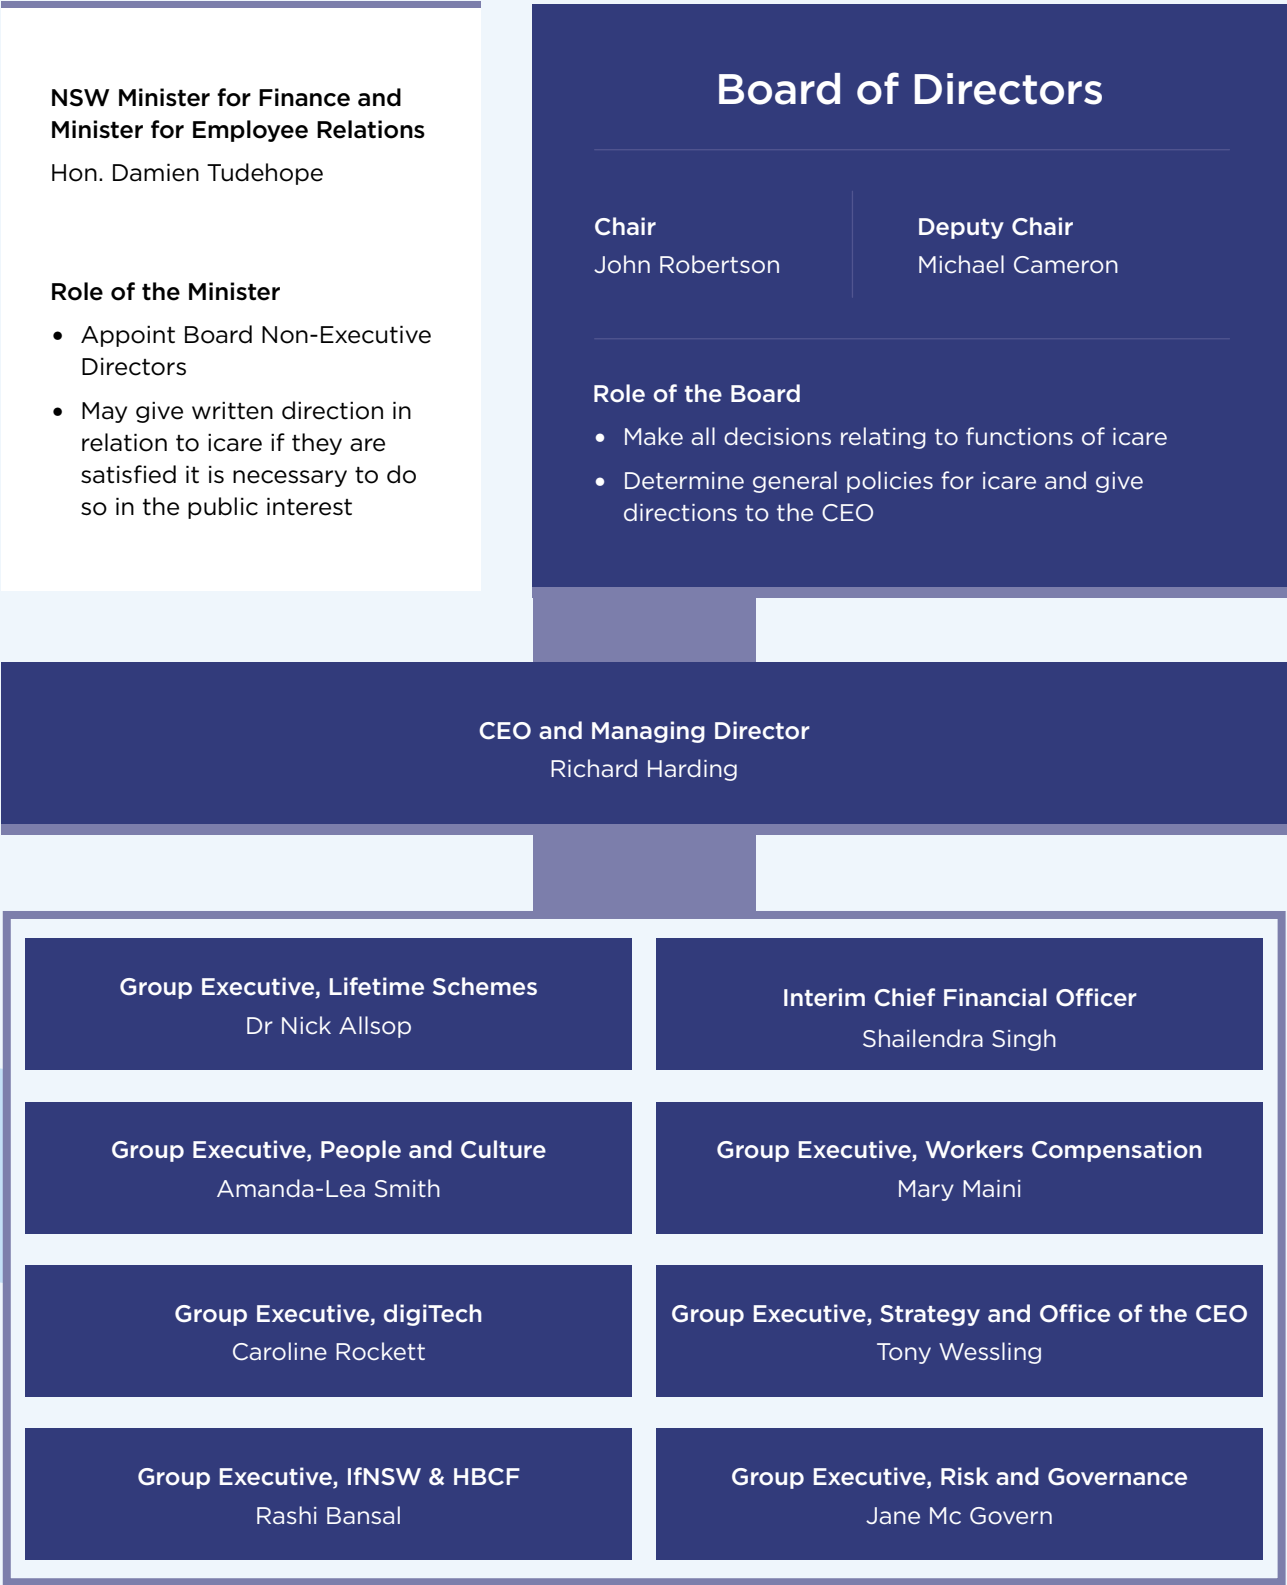 NSW Minister for Finance and
Minister for Employee Relations
Hon. Damien Tudehope
Role of the Minister
• Appoint Board Non-Executive
Directors
• May give written direction in
relation to icare if they are
satisfied it is necessary to do
so in the public interest
Board of Directors
Chair
John Robertson
Deputy Chair
Michael Cameron
Role of the Board
• Make all decisions relating to functions of icare
• Determine general policies for icare and give
directions to the CEO
CEO and Managing Director
Richard Harding
Group Executive, Lifetime Schemes
Dr Nick Allsop
Interim Chief Financial Officer
Shailendra Singh
Group Executive, People and Culture
Amanda-Lea Smith
Group Executive, Workers Compensation
Mary Maini
Group Executive, digiTech
Caroline Rockett
Group Executive, Strategy and Office of the CEO
Tony Wessling
Group Executive, IfNSW & HBCF
Rashi Bansal
Group Executive, Risk and Governance
Jane Mc Govern